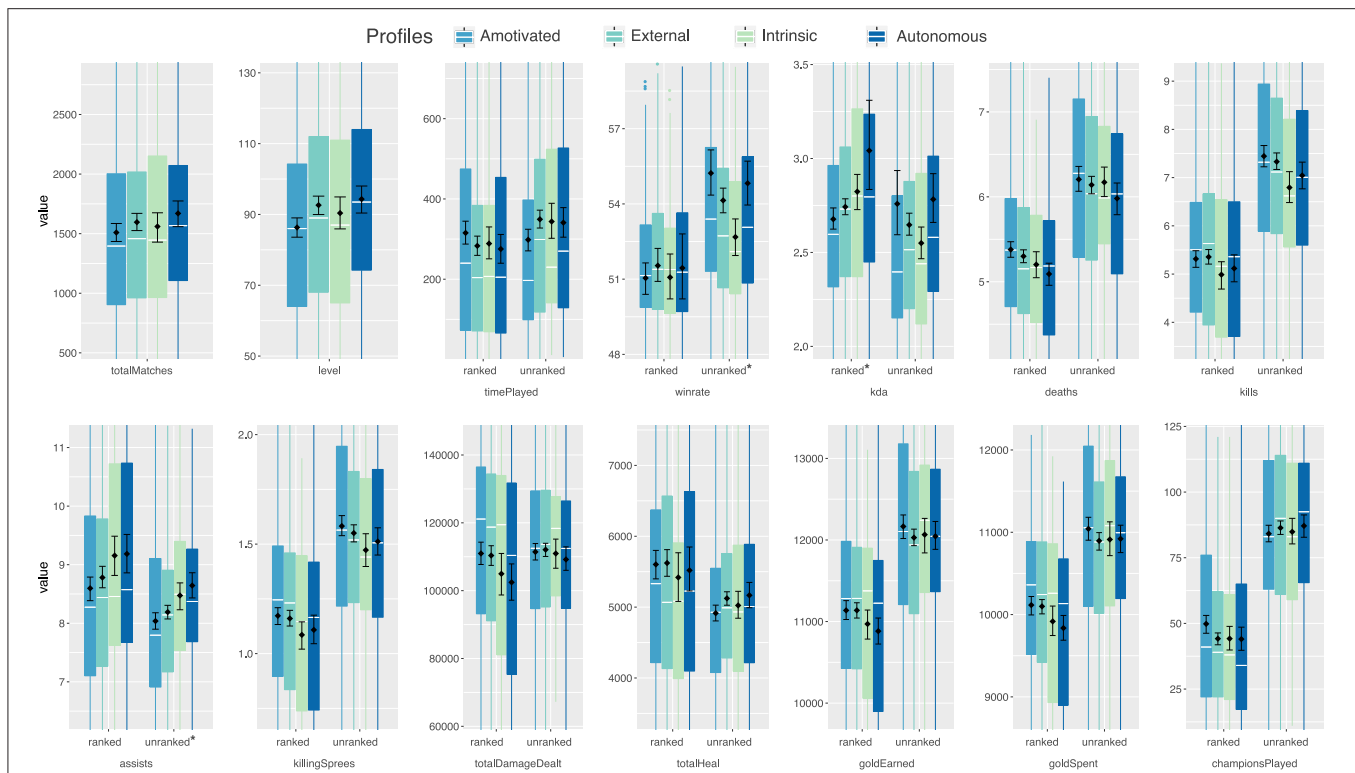 Profiles Amotivated External Intrinsic Autonomous
value
2500
2000
1500
1000
500
totalMatches
130
110
90
70
50
level
600
400
200
ranked unranked
timePlayed
57
54
51
48
ranked unranked*
winrate
3.5
3.0
2.5
2.0
ranked* unranked
kda
7
6
5
ranked unranked
deaths
9
8
7
6
5
4
ranked unranked
kills
value
11
10
9
8
7
ranked unranked*
assists
2.0
1.5
1.0
ranked unranked
killingSprees
140000
120000
100000
80000
60000
ranked unranked
totalDamageDealt
7000
6000
5000
4000
ranked unranked
totalHeal
13000
12000
11000
10000
ranked unranked
goldEarned
12000
11000
10000
9000
ranked unranked
goldSpent
125
100
75
50
25
ranked unranked
championsPlayed